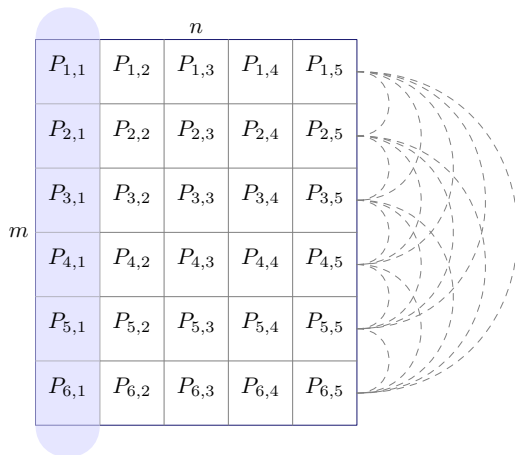 n
P1,1 P1,2 P1,3 P1,4 P1,5
P2,1 P2,2 P2,3 P2,4 P2,5
P3,1 P3,2 P3,3 P3,4 P3,5
m
P4,1 P4,2 P4,3 P4,4 P4,5
P5,1 P5,2 P5,3 P5,4 P5,5
P6,1 P6,2 P6,3 P6,4 P6,5